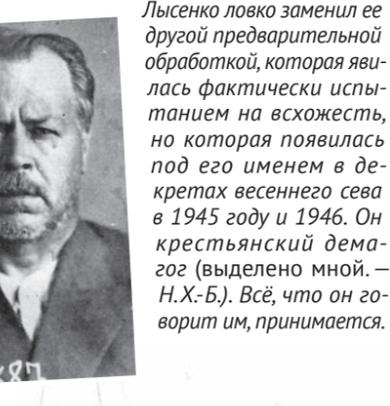 Лысенко ловко заменил ее
другой предварительной
обработкой, которая яви-
лась фактически испы-
танием на всхожесть,
но которая появилась
под его именем в де-
кретах весеннего сева
в 1945 году и 1946. Он
крестьянский дема-
гог (выделено мной. —
Н.Х.-Б.). Всё, что он го-
ворит им, принимается.